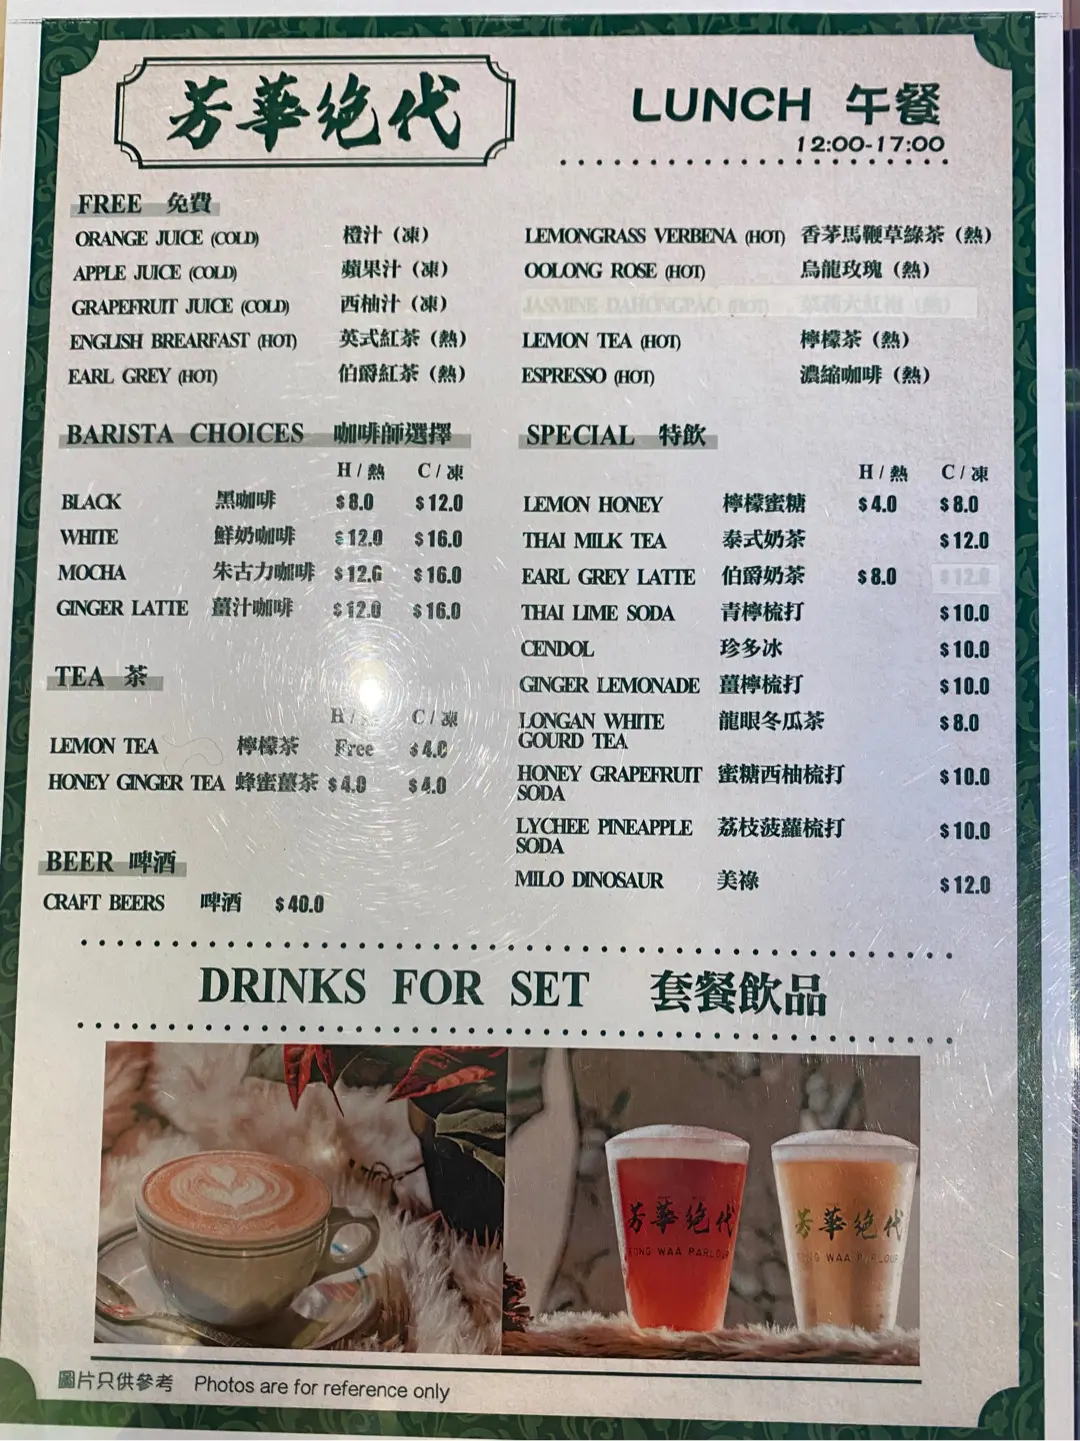 芳華絕代
LUNCH 午餐
12:00-17:00
FREE 免費
ORANGE JUICE (COLD) 橙汁（凍）
APPLE JUICE (COLD) 蘋果汁（凍）
GRAPEFRUIT JUICE (COLD) 西柚汁（凍）
ENGLISH BREARFAST (HOT) 英式紅茶（熱）
EARL GREY (HOT) 伯爵紅茶（熱）
LEMONGRASS VERBENA (HOT) 香茅馬鞭草綠茶（熱）
OOLONG ROSE (HOT) 烏龍玫瑰（熱）
JASMINE DAHONGPAO (HOT)
LEMON TEA (HOT) 檸檬茶（熱）
ESPRESSO (HOT) 濃縮咖啡（熱）
BARISTA CHOICES 咖啡師選擇
H / 熱 C / 凍
BLACK 黑咖啡 $8.0 $12.0
WHITE 鮮奶咖啡 $12.0 $16.0
MOCHA 朱古力咖啡 $12.0 $16.0
GINGER LATTE 薑汁咖啡 $12.0 $16.0
TEA 茶
H / C / 凍
LEMON TEA 檸檬茶 Free $4.0
HONEY GINGER TEA 蜂蜜薑茶 $4.0 $4.0
BEER 啤酒
CRAFT BEERS 啤酒 $40.0
SPECIAL 特飲
H / 熱 C / 凍
LEMON HONEY 檸檬蜜糖 $4.0 $8.0
THAI MILK TEA 泰式奶茶 $12.0
EARL GREY LATTE 伯爵奶茶 $8.0 $12.0
THAI LIME SODA 青檸梳打 $10.0
CENDOL 珍多冰 $10.0
GINGER LEMONADE 薑檸梳打 $10.0
LONGAN WHITE 龍眼冬瓜茶 $8.0
GOURD TEA
HONEY GRAPEFRUIT 蜜糖西柚梳打 $10.0
SODA
LYCHEE PINEAPPLE 荔枝菠蘿梳打 $10.0
SODA
MILO DINOSAUR 美祿 $12.0
DRINKS FOR SET 套餐飲品
芳華絕代
FONG WAA PARLOUR
芳華絕代
FONG WAA PARLOUR
圖片只供參考 Photos are for reference only